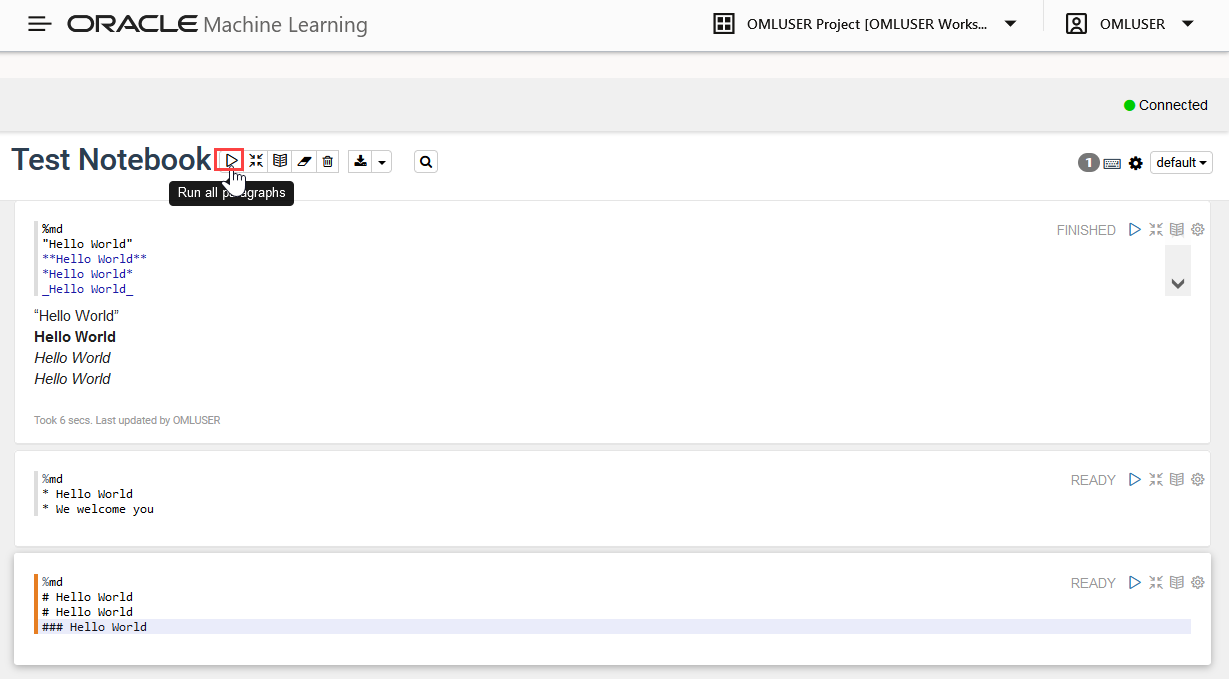 ORACLE Machine Learning
OMLUSER Project [OMLUSER Works...
OMLUSER
Connected
Test Notebook
1
default
Run all paragraphs
%md
"Hello World"
**Hello World**
*Hello World*
_Hello World_
FINISHED
“Hello World”
Hello World
Hello World
Hello World
Took 6 secs. Last updated by OMLUSER
%md
* Hello World
* We welcome you
READY
%md
# Hello World
# Hello World
### Hello World
READY